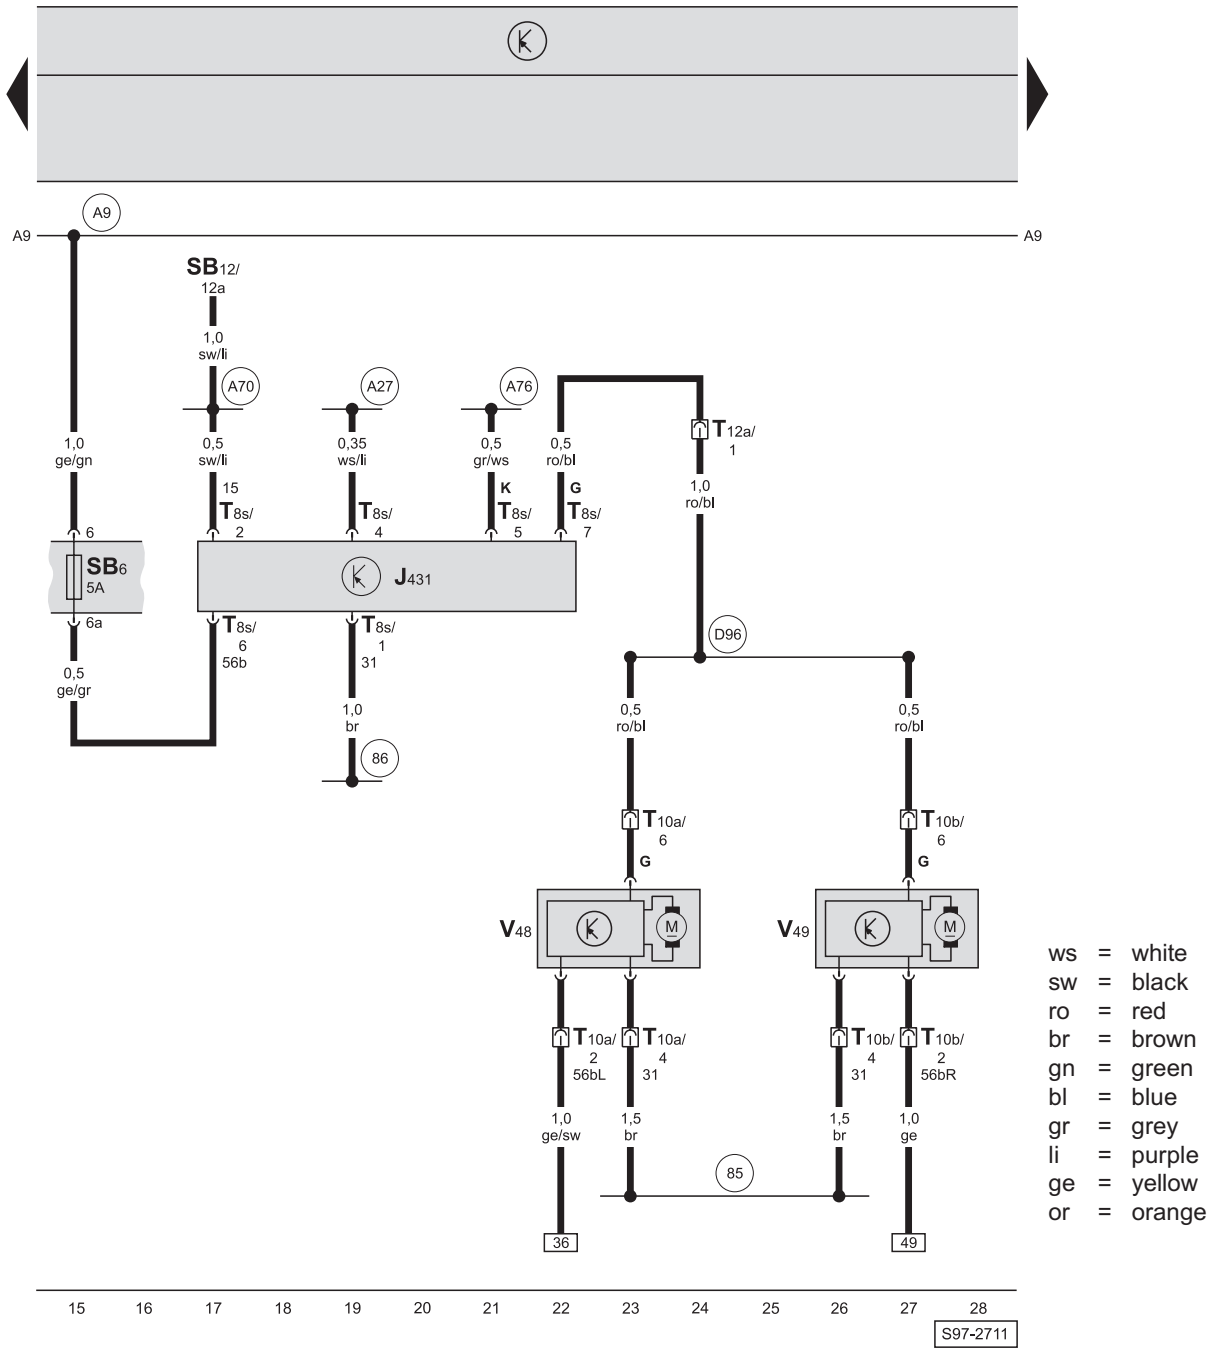 A9
A9
A9
SB12/
12a
1,0
sw/li
A70
A27
A76
1,0
ge/gn
0,5
sw/li
0,35
ws/li
0,5
gr/ws
0,5
ro/bl
T12a/
1
1,0
ro/bl
15
K
G
6
T8s/
2
T8s/
4
T8s/
5
T8s/
7
SB6
5A
J431
6a
T8s/
6
56b
T8s/
1
31
D96
0,5
ge/gr
1,0
br
86
0,5
ro/bl
0,5
ro/bl
T10a/
6
T10b/
6
G
G
V48
M
V49
M
T10a/
2
56bL
T10a/
4
31
T10b/
4
31
T10b/
2
56bR
1,0
ge/sw
1,5
br
1,5
br
1,0
ge
85
36
49
ws = white
sw = black
ro = red
br = brown
gn = green
bl = blue
gr = grey
li = purple
ge = yellow
or = orange
15 16 17 18 19 20 21 22 23 24 25 26 27 28
S97-2711